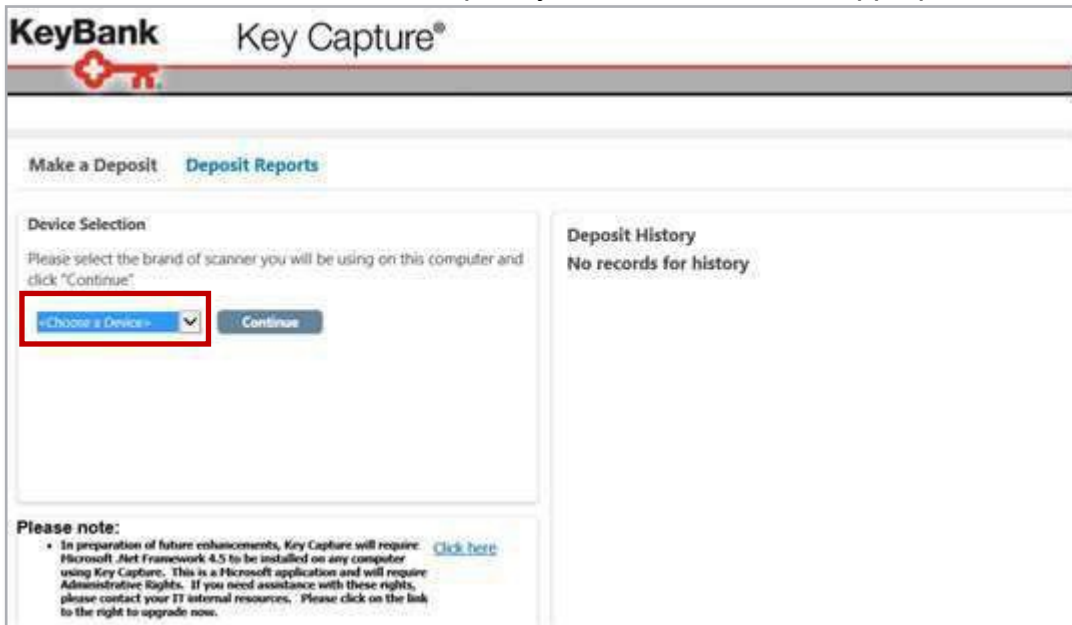 KeyBank
Key Capture®
Make a Deposit Deposit Reports
Device Selection
Please select the brand of scanner you will be using on this computer and
click "Continue"
<Choose a Device>
Continue
Deposit History
No records for history
Please note:
• In preparation of future enhancements, Key Capture will require
Microsoft .Net Framework 4.5 to be installed on any computer
using Key Capture. This is a Microsoft application and will require
Administrative Rights. If you need assistance with these rights,
please contact your IT internal resources. Please click on the link
to the right to upgrade now.
Click here